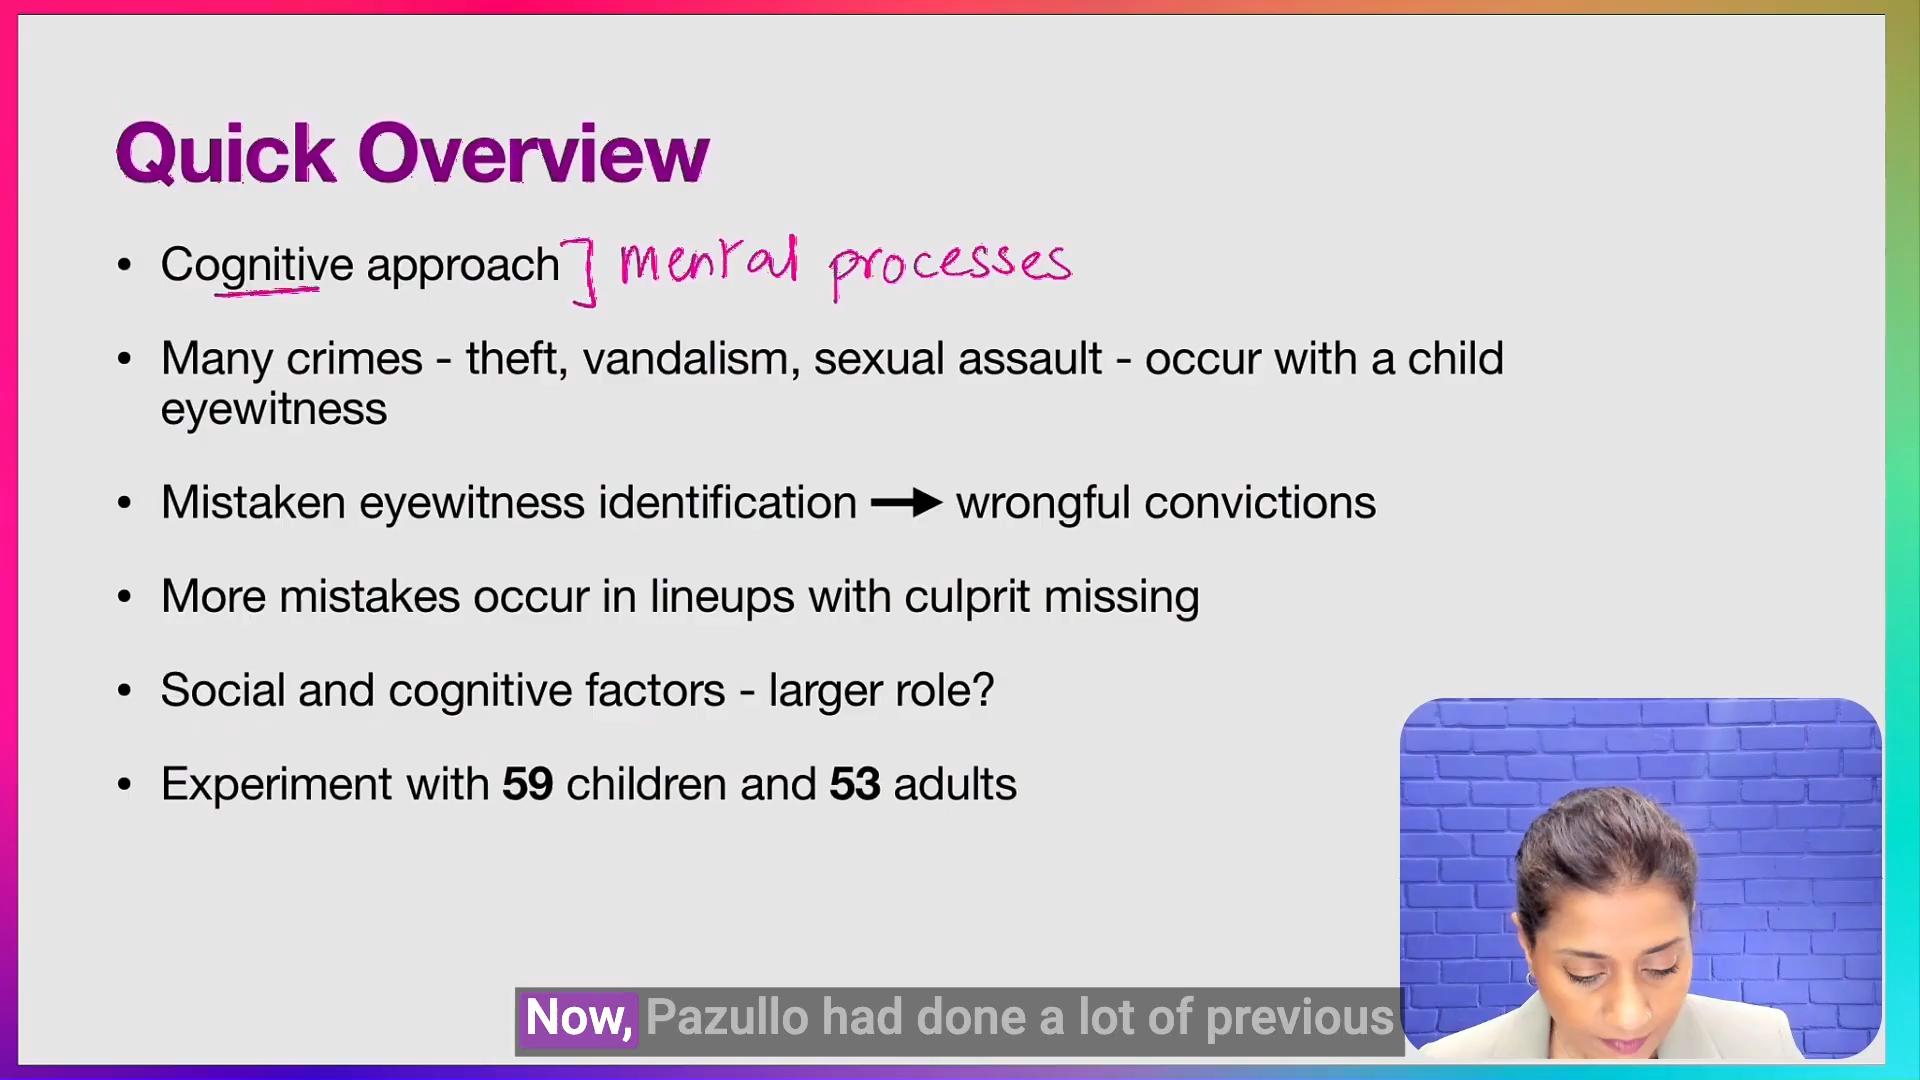 Quick Overview
• Cognitive approach ] mental processes
• Many crimes - theft, vandalism, sexual assault - occur with a child
eyewitness
• Mistaken eyewitness identification → wrongful convictions
• More mistakes occur in lineups with culprit missing
• Social and cognitive factors - larger role?
• Experiment with 59 children and 53 adults
Now, Pazullo had done a lot of previous